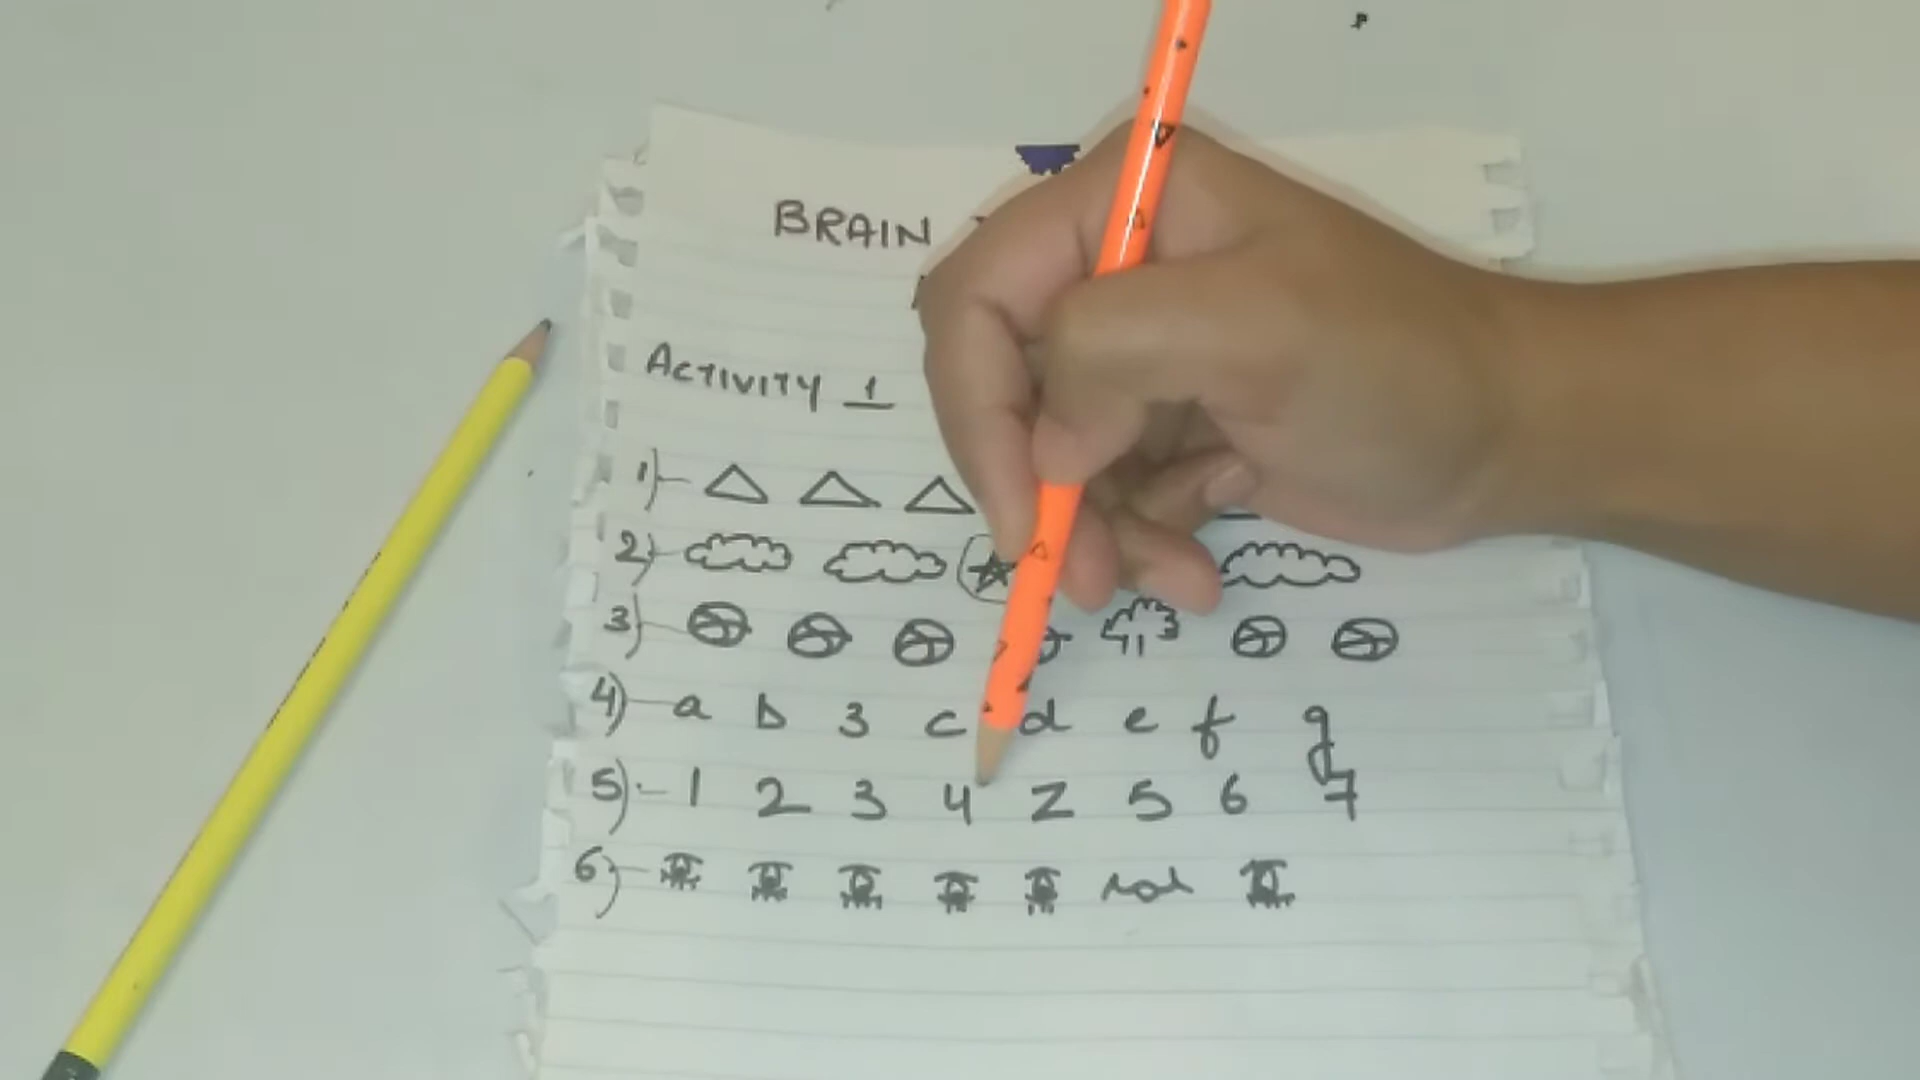 BRAIN
ACTIVITY 1
1)-
2)-
3)-
4)- a b 3 c d e f g
5)- 1 2 3 4 Z 5 6 7
6)-